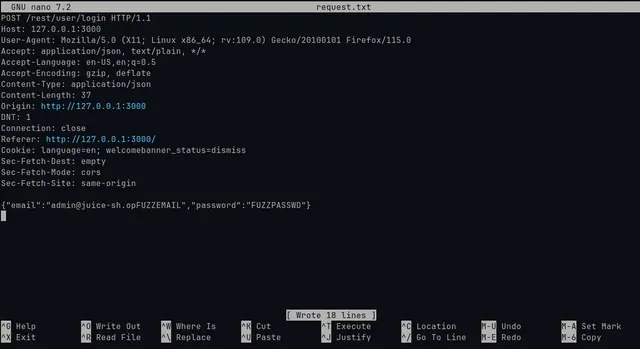 GNU nano 7.2 request.txt
POST /rest/user/login HTTP/1.1
Host: 127.0.0.1:3000
User-Agent: Mozilla/5.0 (X11; Linux x86_64; rv:109.0) Gecko/20100101 Firefox/115.0
Accept: application/json, text/plain, */*
Accept-Language: en-US,en;q=0.5
Accept-Encoding: gzip, deflate
Content-Type: application/json
Content-Length: 37
Origin: http://127.0.0.1:3000
DNT: 1
Connection: close
Referer: http://127.0.0.1:3000/
Cookie: language=en; welcomebanner_status=dismiss
Sec-Fetch-Dest: empty
Sec-Fetch-Mode: cors
Sec-Fetch-Site: same-origin
{"email":"admin@juice-sh.opFUZZEMAIL","password":"FUZZPASSWD"}
[ Wrote 18 lines ]
^G Help ^O Write Out ^W Where Is ^K Cut ^T Execute ^C Location M-U Undo M-A Set Mark
^X Exit ^R Read File ^\ Replace ^U Paste ^J Justify ^/ Go To Line M-E Redo M-6 Copy